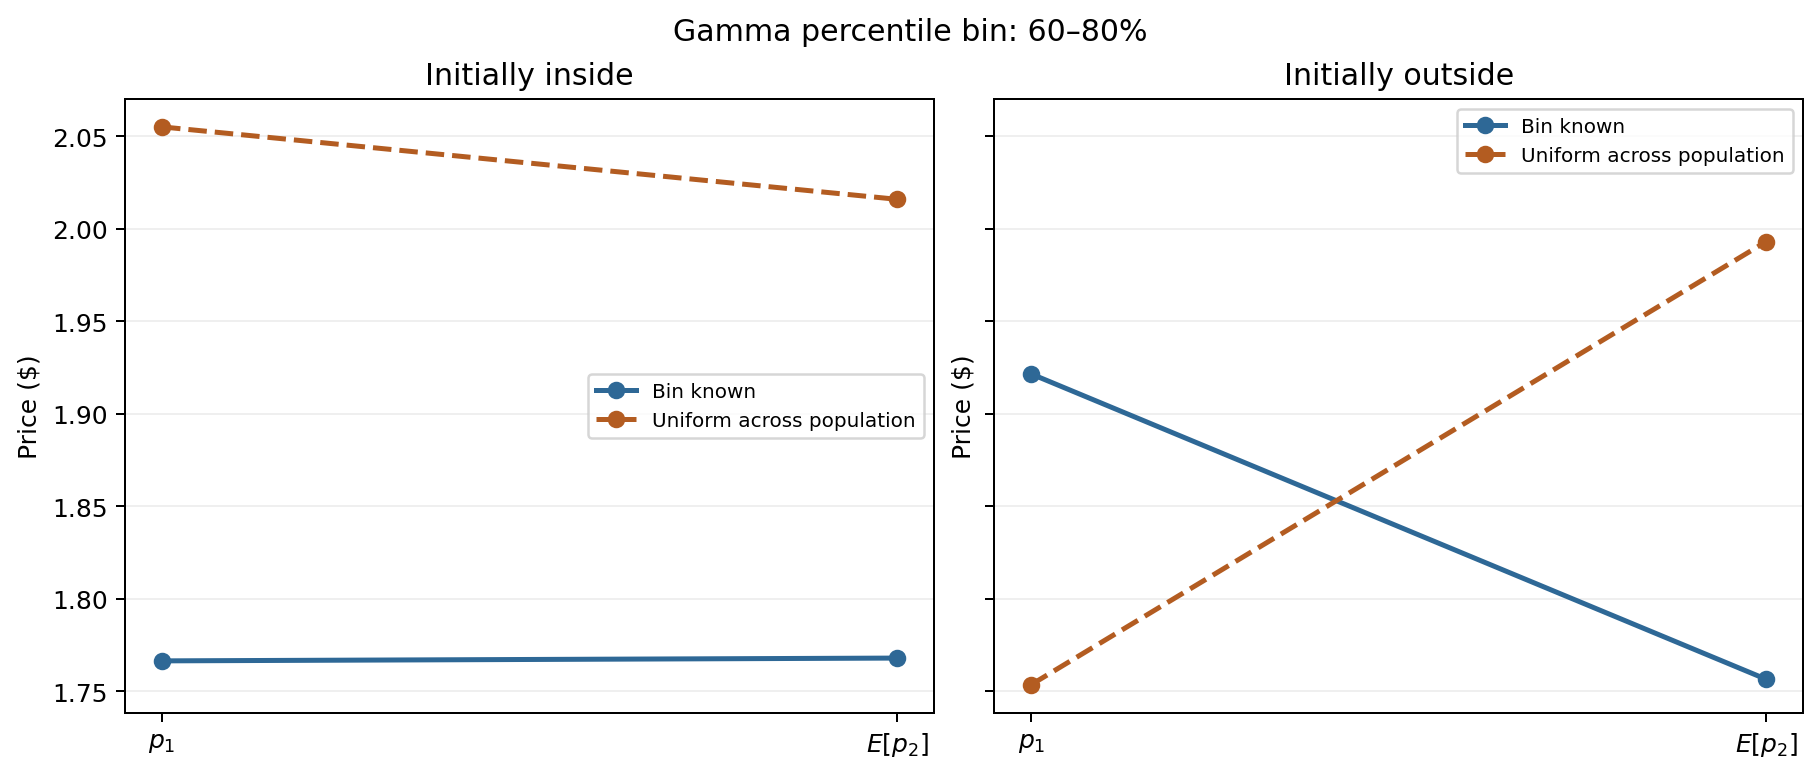 Gamma percentile bin: 60–80%
Initially inside
Price ($)
2.05
2.00
1.95
1.90
1.85
1.80
1.75
Bin known
Uniform across population
p₁
E[p₂]
Initially outside
Price ($)
Bin known
Uniform across population
p₁
E[p₂]